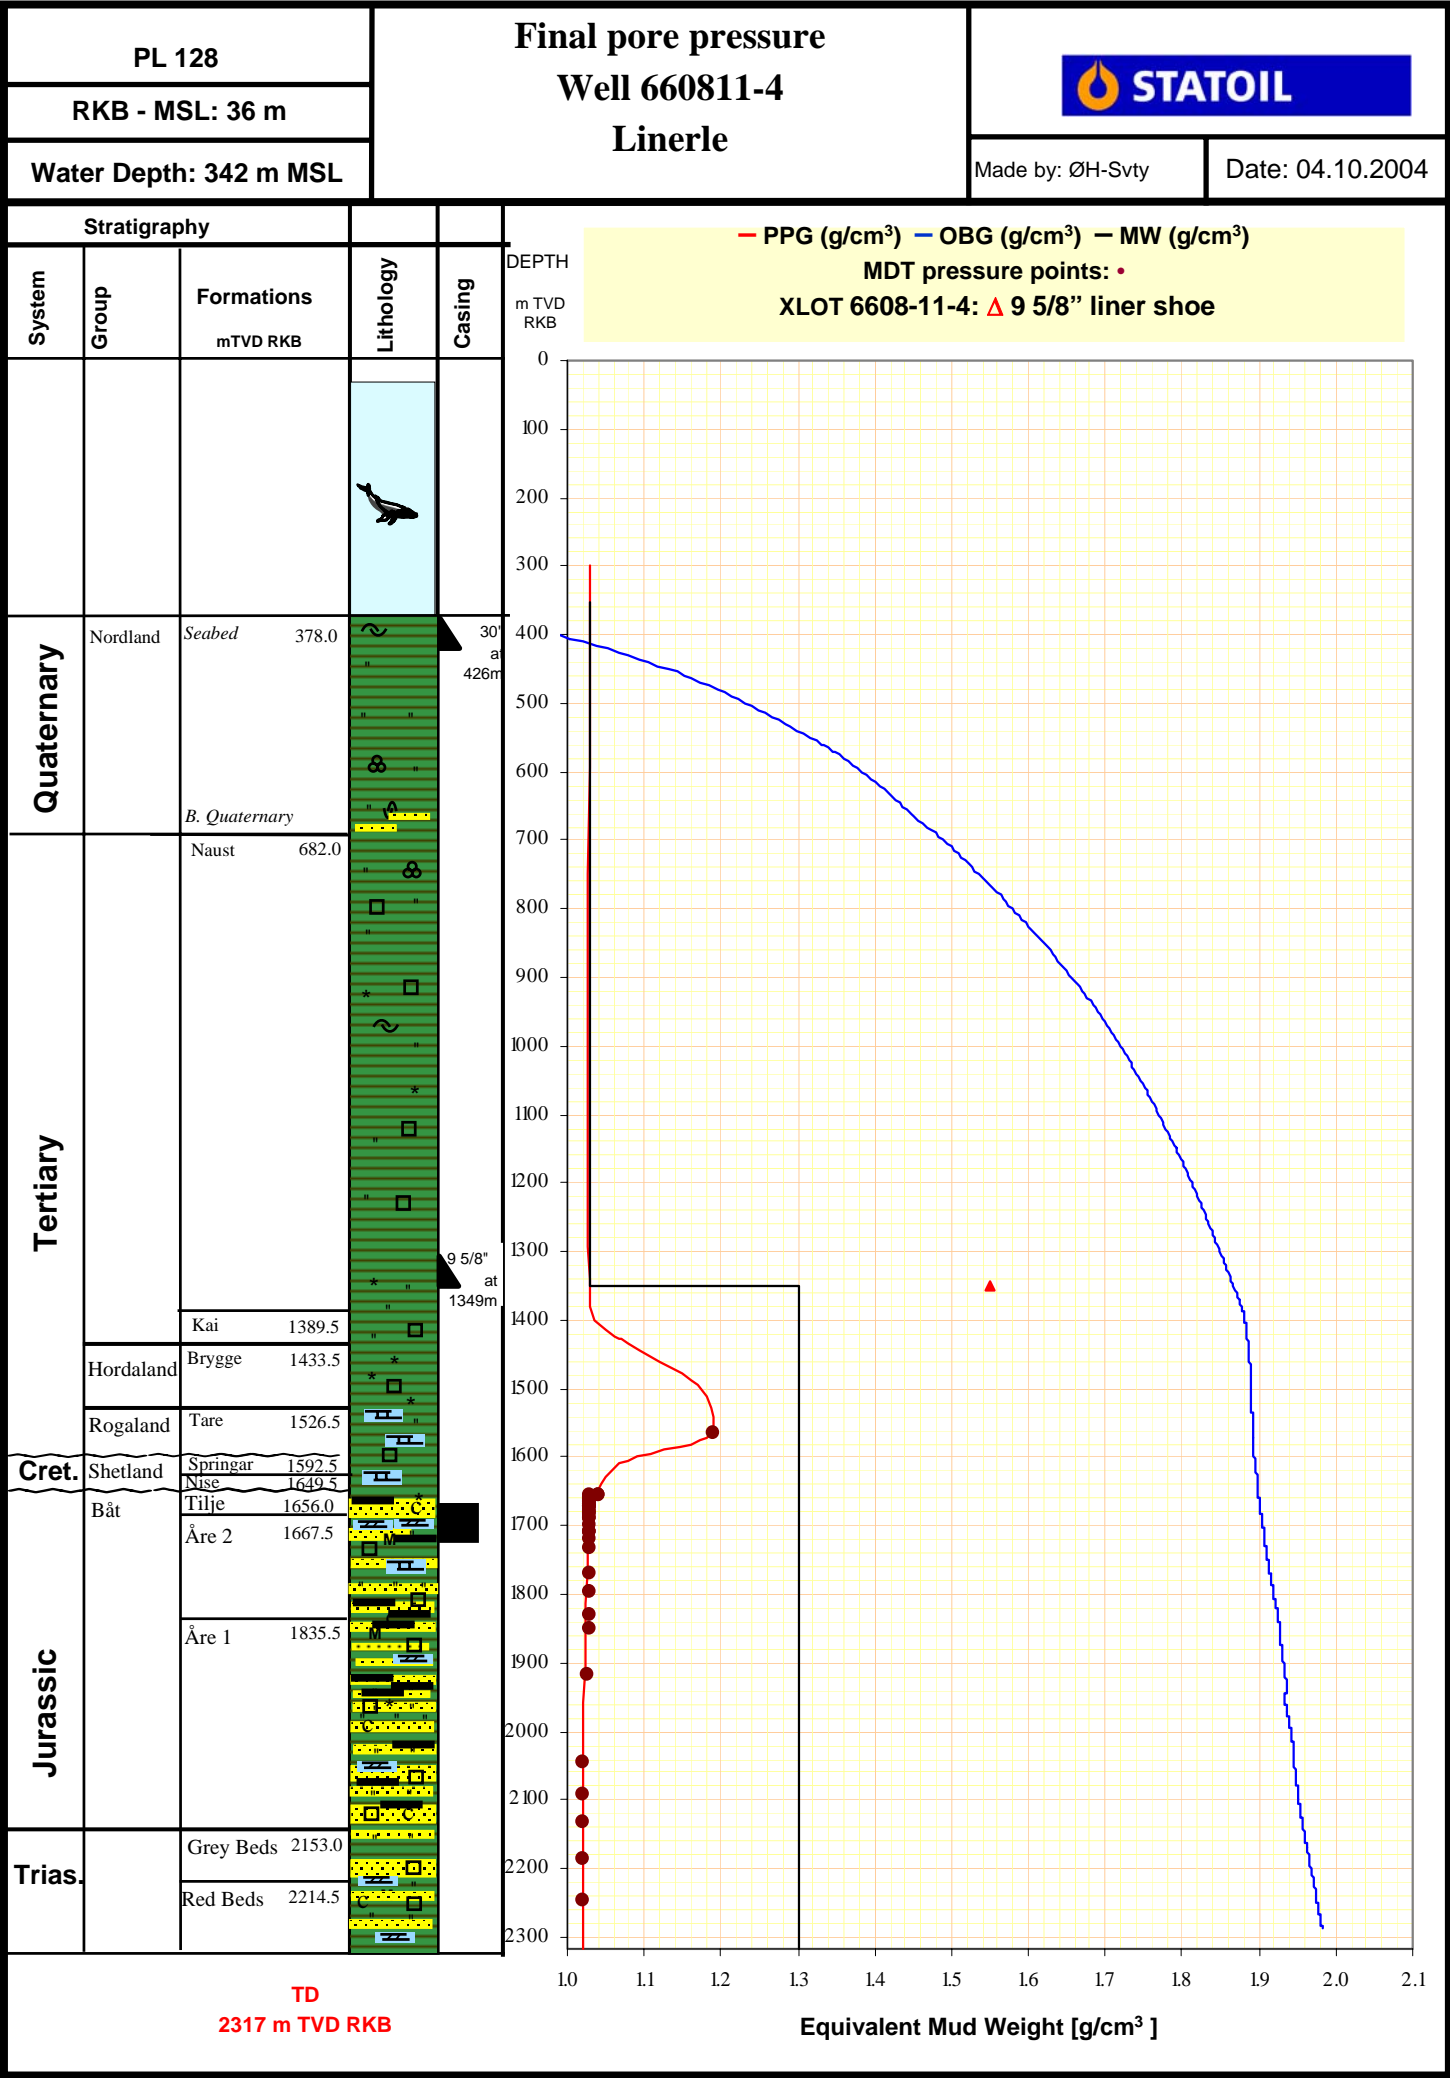 PL 128
RKB - MSL: 36 m
Water Depth: 342 m MSL
Final pore pressure
Well 660811-4
Linerle
STATOIL
Made by: ØH-Svty
Date: 04.10.2004
Stratigraphy
System
Group
Formations
mTVD RKB
Lithology
Casing
DEPTH
m TVD
RKB
PPG (g/cm³) OBG (g/cm³) MW (g/cm³)
MDT pressure points: •
XLOT 6608-11-4: Δ 9 5/8” liner shoe
Quaternary
Nordland
Seabed 378.0
30"
at
426m
B. Quaternary
Tertiary
Naust 682.0
9 5/8"
at
1349m
Kai 1389.5
Hordaland
Brygge 1433.5
Rogaland
Tare 1526.5
Cret.
Shetland
Springar 1592.5
Nise 1649.5
Jurassic
Båt
Tilje 1656.0
Åre 2 1667.5
Åre 1 1835.5
Trias.
Grey Beds 2153.0
Red Beds 2214.5
C
M
M
C
C
C
TD
2317 m TVD RKB
0
100
200
300
400
500
600
700
800
900
1000
1100
1200
1300
1400
1500
1600
1700
1800
1900
2000
2100
2200
2300
1.0 1.1 1.2 1.3 1.4 1.5 1.6 1.7 1.8 1.9 2.0 2.1
Equivalent Mud Weight [g/cm³ ]